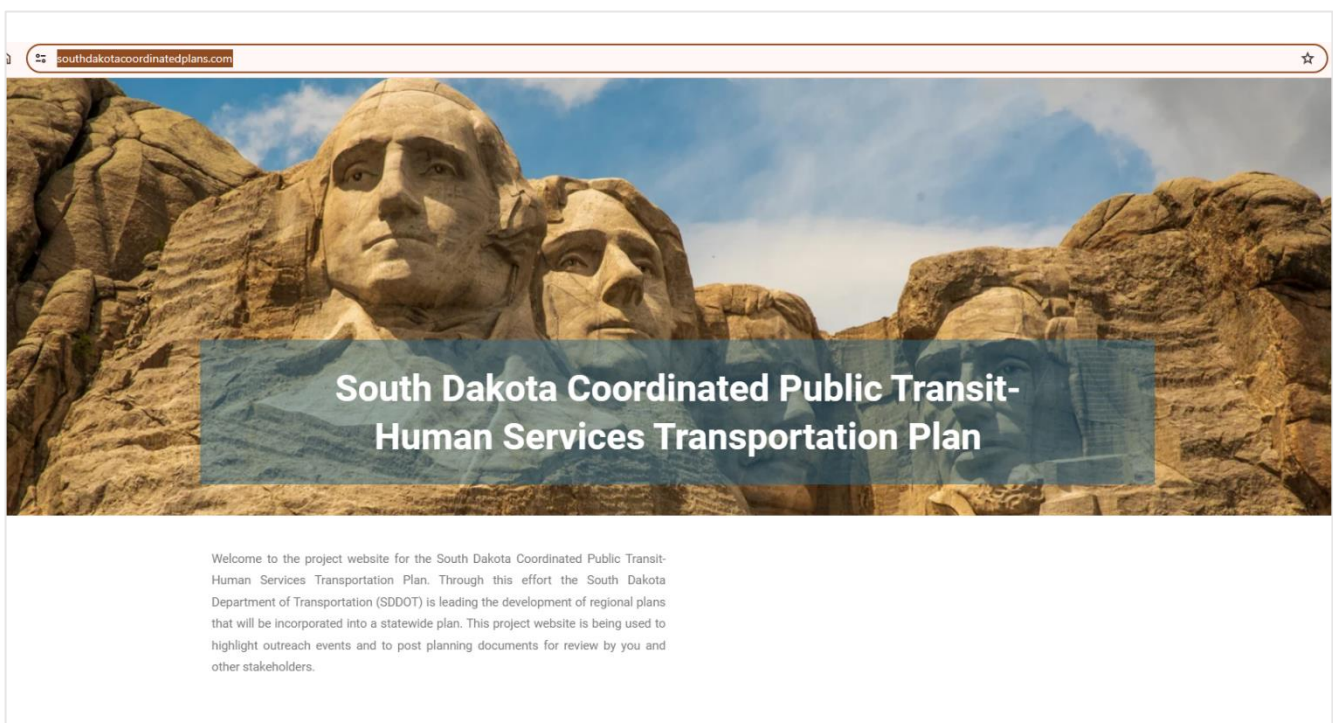 southdakotacoordinatedplans.com
South Dakota Coordinated Public Transit-
Human Services Transportation Plan
Welcome to the project website for the South Dakota Coordinated Public Transit-
Human Services Transportation Plan. Through this effort the South Dakota
Department of Transportation (SDDOT) is leading the development of regional plans
that will be incorporated into a statewide plan. This project website is being used to
highlight outreach events and to post planning documents for review by you and
other stakeholders.